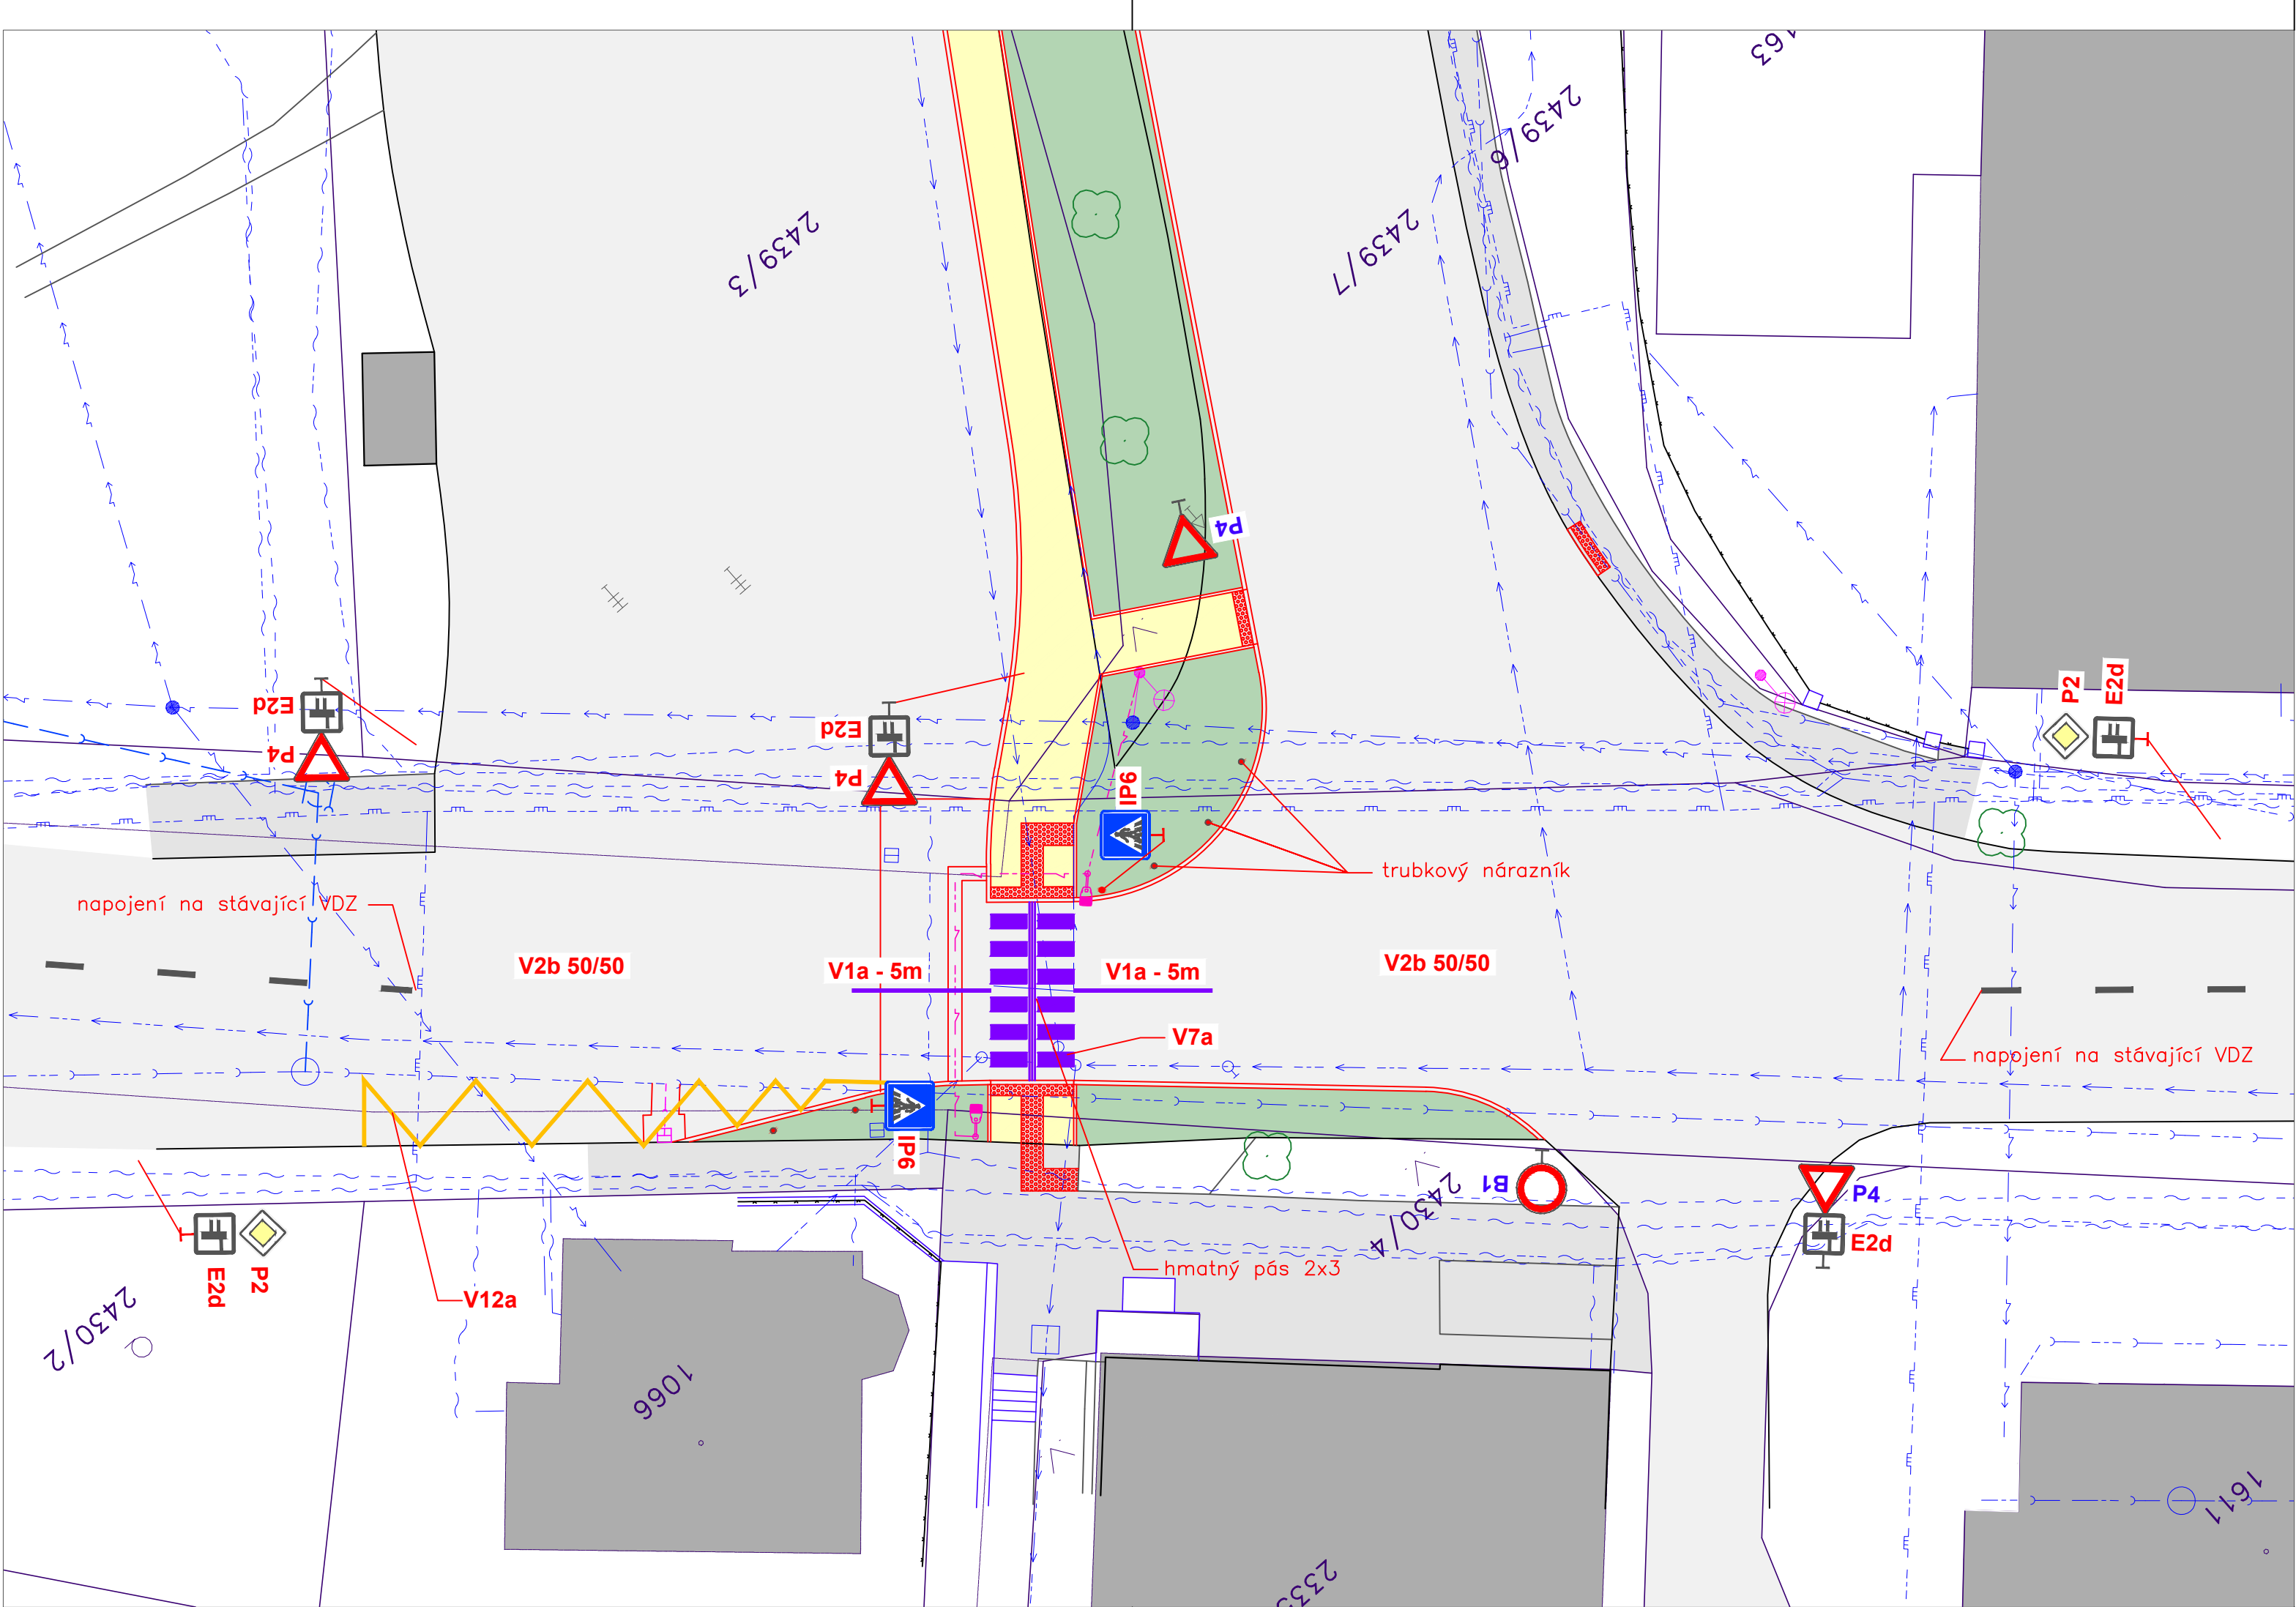 163
2439/6
2439/3
2439/7
P4
E2d
P4
E2d
P4
IP6
P2
E2d
trubkový nárazník
napojení na stávající VDZ
V2b 50/50
V1a - 5m
V1a - 5m
V2b 50/50
V7a
napojení na stávající VDZ
IP6
B1
2430/4
P4
E2d
hmatný pás 2x3
E2d
P2
V12a
2430/2
1066
1611